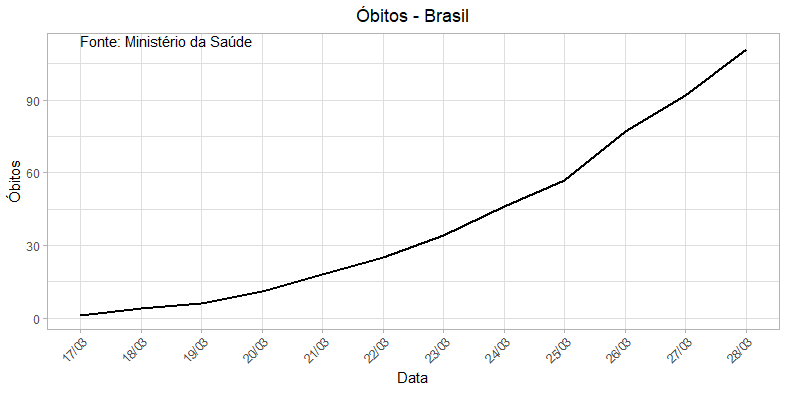 Óbitos - Brasil
Fonte: Ministério da Saúde
Óbitos
90
60
30
0
17/03 18/03 19/03 20/03 21/03 22/03 23/03 24/03 25/03 26/03 27/03 28/03
Data